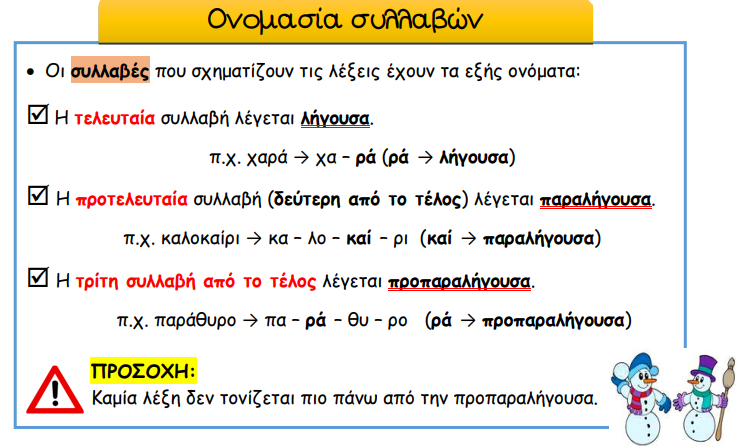 Ονομασία συλλαβών
• Οι συλλαβές που σχηματίζουν τις λέξεις έχουν τα εξής ονόματα:
☑ Η τελευταία συλλαβή λέγεται λήγουσα.
π.χ. χαρά → χα – ρά (ρά → λήγουσα)
☑ Η προτελευταία συλλαβή (δεύτερη από το τέλος) λέγεται παραλήγουσα.
π.χ. καλοκαίρι → κα – λο – καί – ρι (καί → παραλήγουσα)
☑ Η τρίτη συλλαβή από το τέλος λέγεται προπαραλήγουσα.
π.χ. παράθυρο → πα – ρά – θυ – ρο (ρά → προπαραλήγουσα)
ΠΡΟΣΟΧΗ:
Καμία λέξη δεν τονίζεται πιο πάνω από την προπαραλήγουσα.